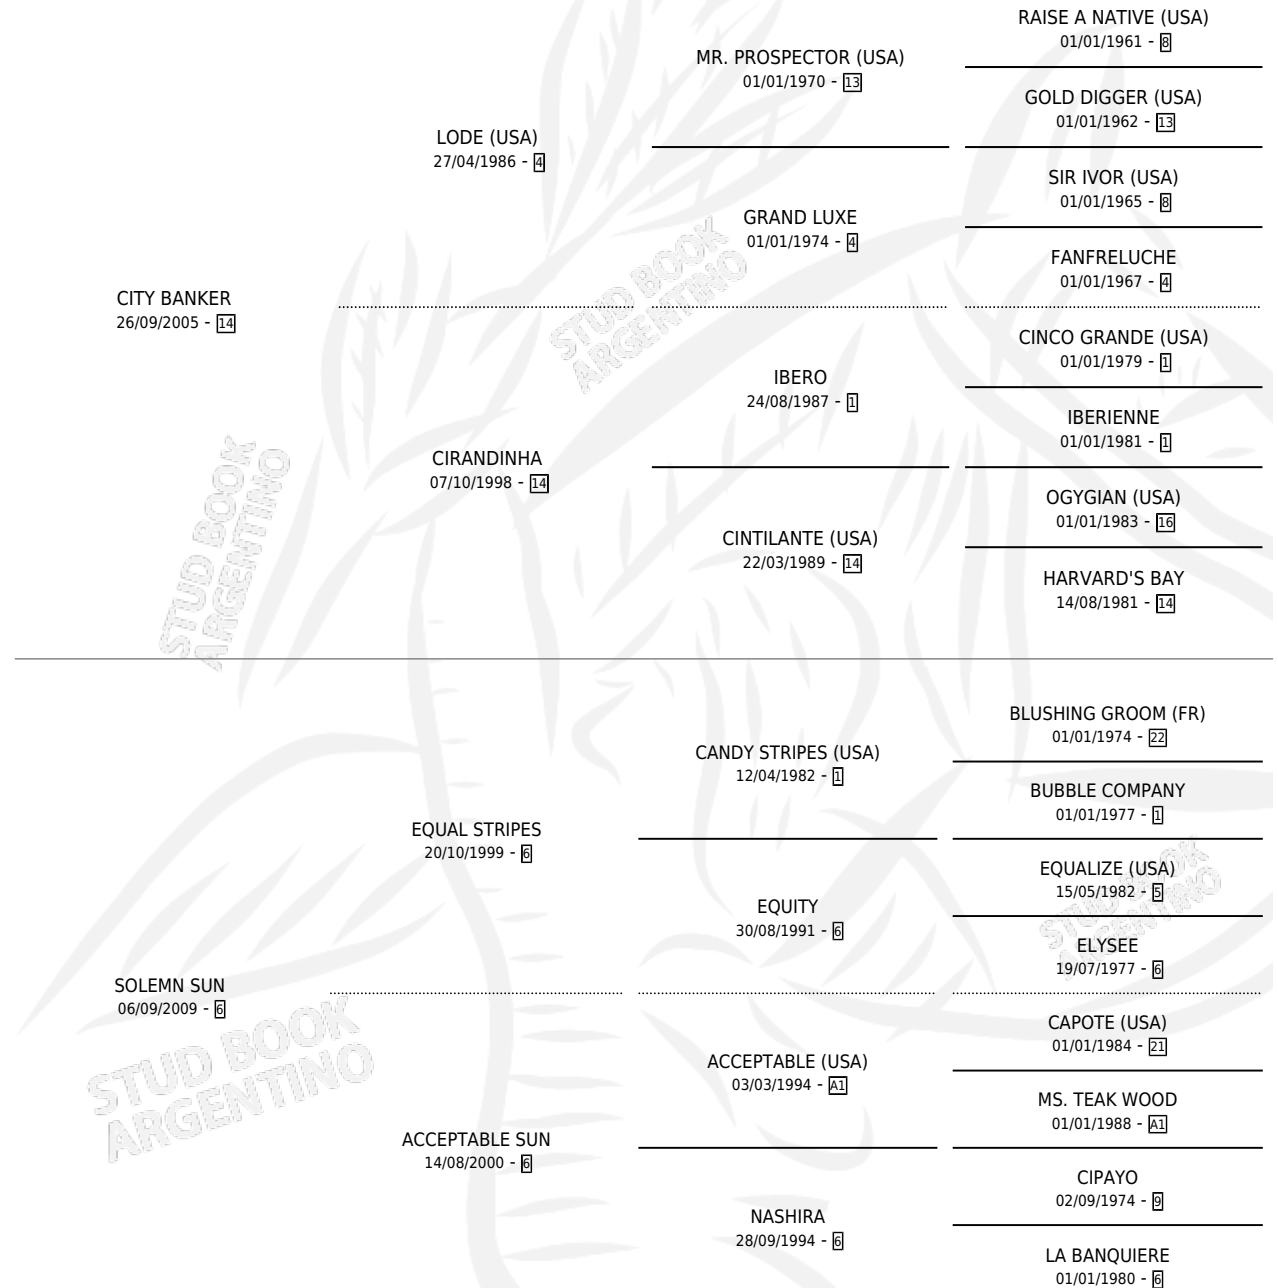 RAISE A NATIVE (USA)
01/01/1961 - 8
MR. PROSPECTOR (USA)
01/01/1970 - 13
GOLD DIGGER (USA)
01/01/1962 - 13
LODE (USA)
27/04/1986 - 4
SIR IVOR (USA)
01/01/1965 - 8
GRAND LUXE
01/01/1974 - 4
FANFRELUCHE
01/01/1967 - 4
CITY BANKER
26/09/2005 - 14
CINCO GRANDE (USA)
01/01/1979 - 1
IBERO
24/08/1987 - 1
IBERIENNE
01/01/1981 - 1
CIRANDINHA
07/10/1998 - 14
OGYGIAN (USA)
01/01/1983 - 16
CINTILANTE (USA)
22/03/1989 - 14
HARVARD'S BAY
14/08/1981 - 14
BLUSHING GROOM (FR)
01/01/1974 - 22
CANDY STRIPES (USA)
12/04/1982 - 1
BUBBLE COMPANY
01/01/1977 - 1
EQUAL STRIPES
20/10/1999 - 6
EQUALIZE (USA)
15/05/1982 - 5
EQUITY
30/08/1991 - 6
ELYSEE
19/07/1977 - 6
SOLEMN SUN
06/09/2009 - 6
CAPOTE (USA)
01/01/1984 - 21
ACCEPTABLE (USA)
03/03/1994 - A1
MS. TEAK WOOD
01/01/1988 - A1
ACCEPTABLE SUN
14/08/2000 - 6
CIPAYO
02/09/1974 - 9
NASHIRA
28/09/1994 - 6
LA BANQUIERE
01/01/1980 - 6
STUD BOOK
ARGENTINO
STUD BOOK
ARGENTINO
STUD BOOK
ARGENTINO
STUD BOOK
ARGENTINO